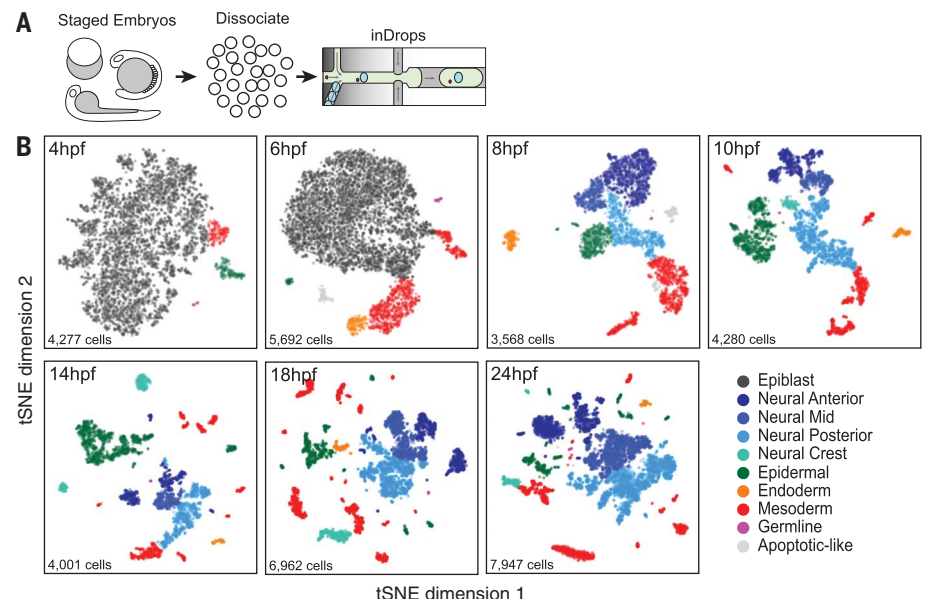 A
Staged Embryos
Dissociate
inDrops
B
4hpf
4,277 cells
6hpf
5,692 cells
8hpf
3,568 cells
10hpf
4,280 cells
tSNE dimension 2
14hpf
4,001 cells
18hpf
6,962 cells
24hpf
7,947 cells
Epiblast
Neural Anterior
Neural Mid
Neural Posterior
Neural Crest
Epidermal
Endoderm
Mesoderm
Germline
Apoptotic-like
tSNE dimension 1